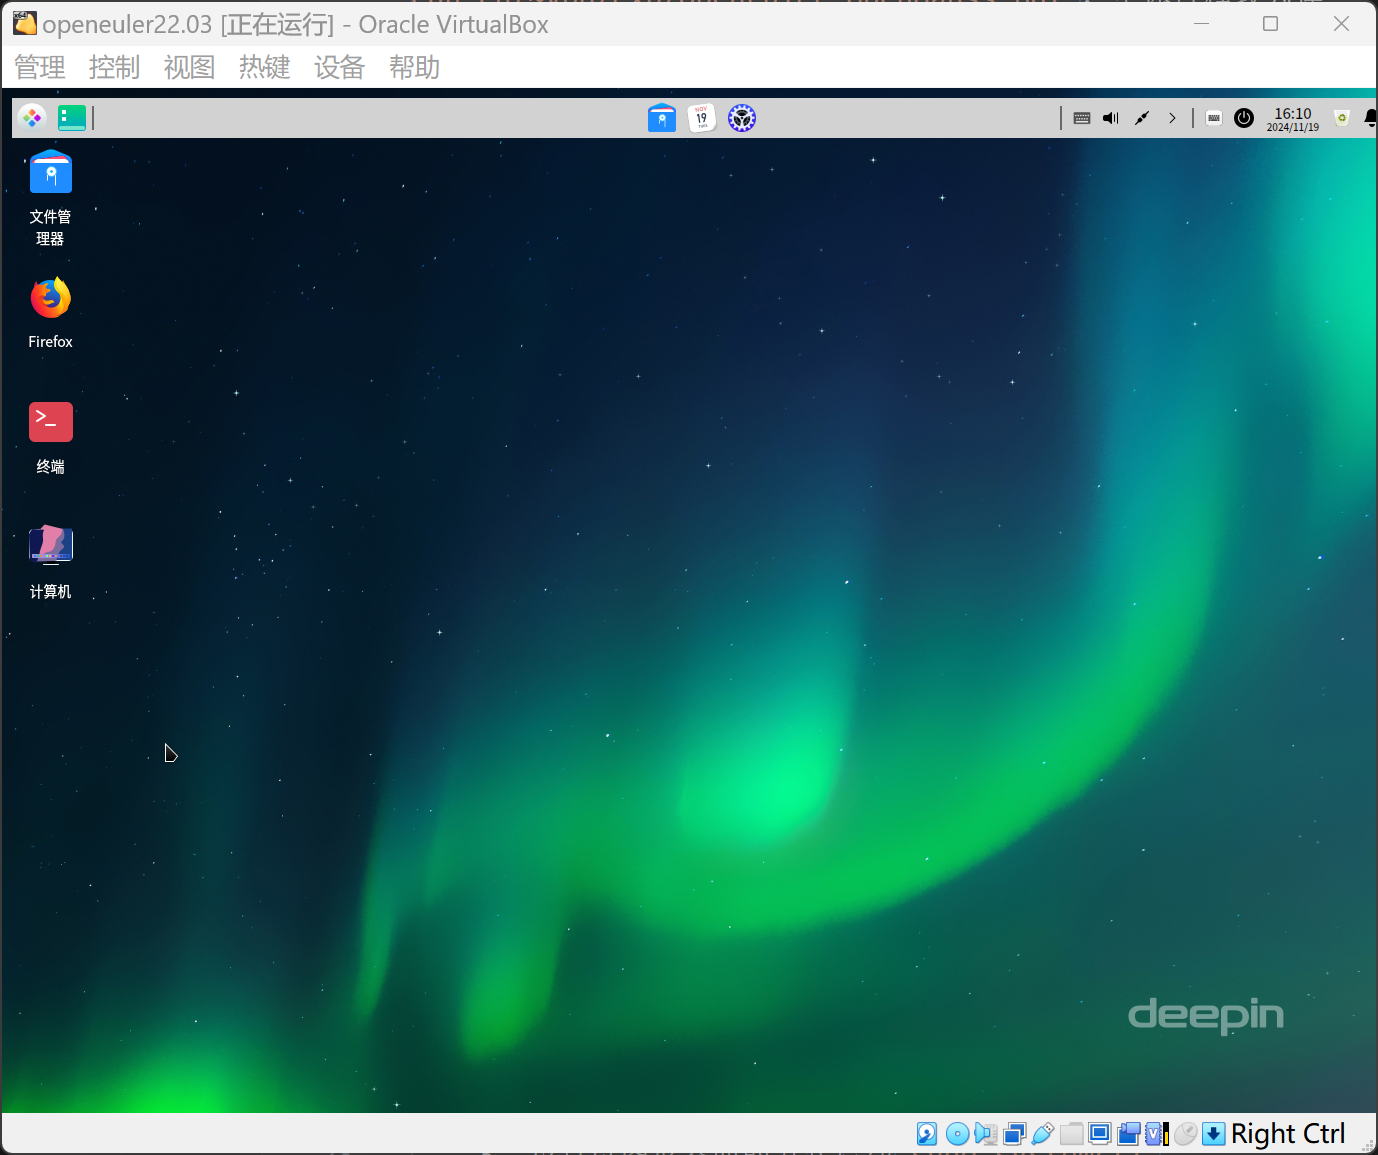 openeuler22.03 [正在运行] - Oracle VirtualBox
管理 控制 视图 热键 设备 帮助
NOV
19
16:10
2024/11/19
文件管
理器
Firefox
终端
计算机
deepin
Right Ctrl